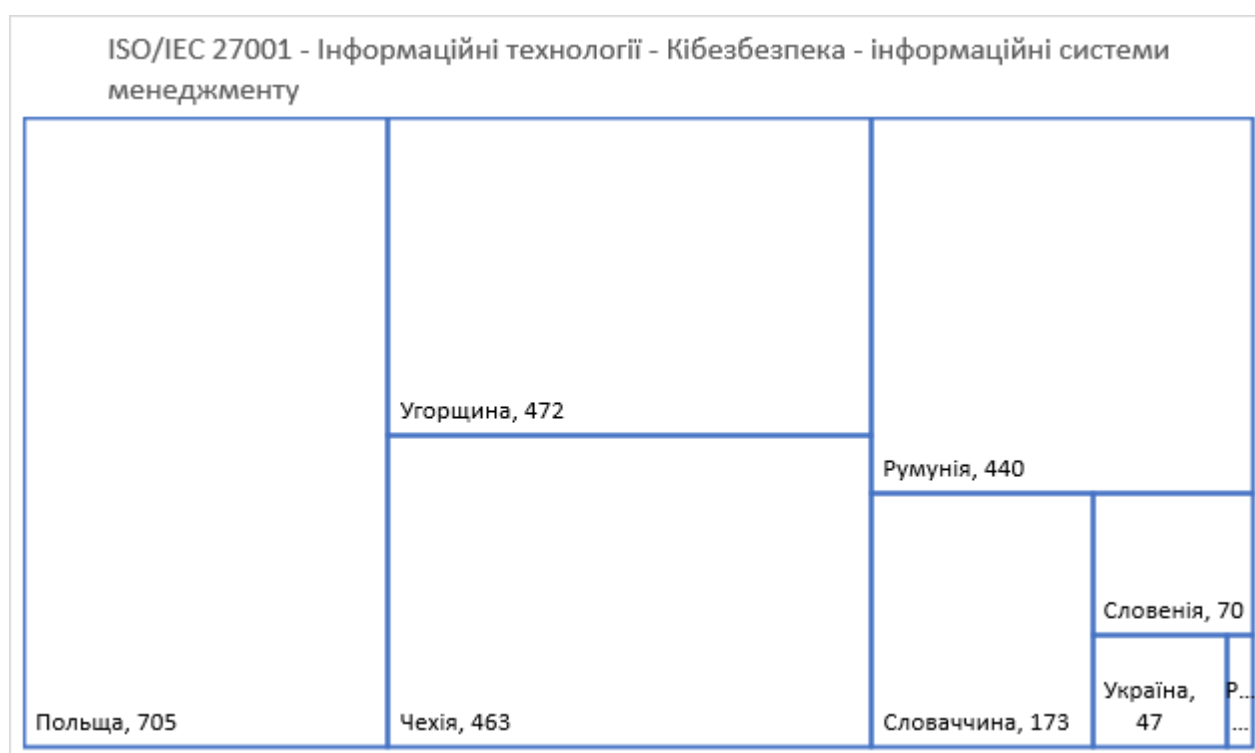 ISO/IEC 27001 - Інформаційні технології - Кібезбезпека - інформаційні системи
менеджменту
Польща, 705
Угорщина, 472
Чехія, 463
Румунія, 440
Словаччина, 173
Словенія, 70
Україна,
47
Р...
...